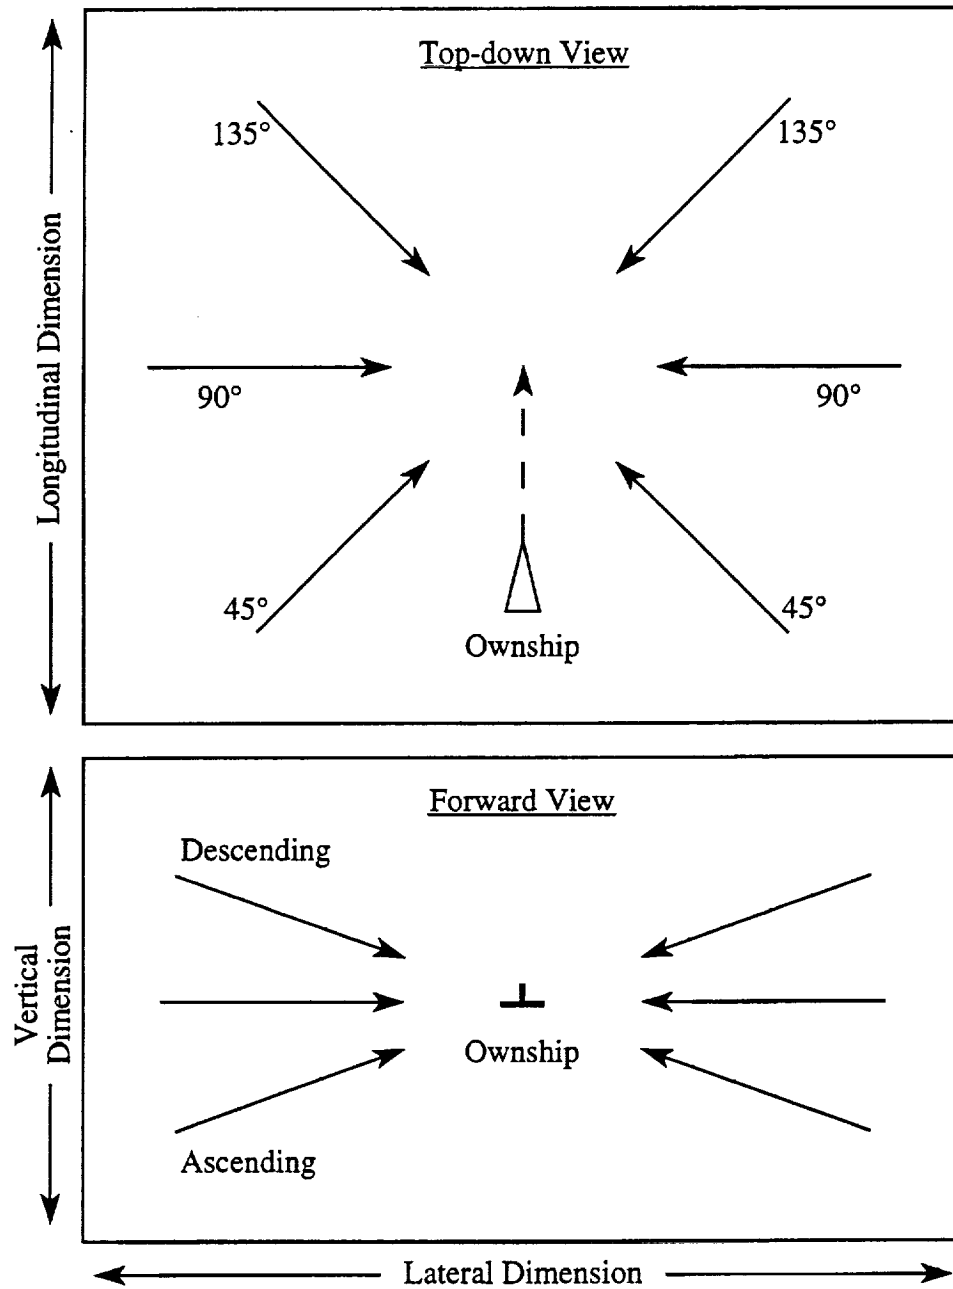 Top-down View
135°
135°
Longitudinal Dimension
90°
90°
45°
45°
Ownship
Forward View
Descending
Vertical
Dimension
Ownship
Ascending
Lateral Dimension